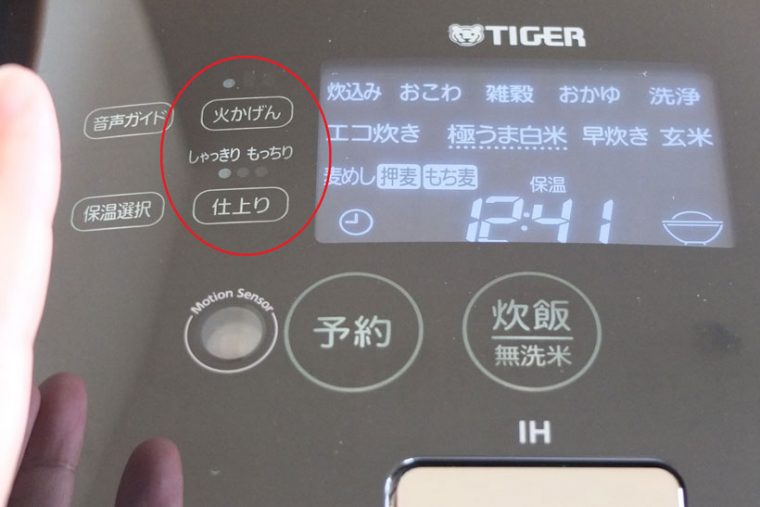 TIGER
炊込み おこわ 雑穀 おかゆ 洗浄
音声ガイド 火かげん
エコ炊き 極うま白米 早炊き 玄米
しゃっきり もっちり
麦めし 押麦 もち麦 保温
保温選択 仕上り
12:41
Motion Sensor
予約
炊飯
無洗米
IH